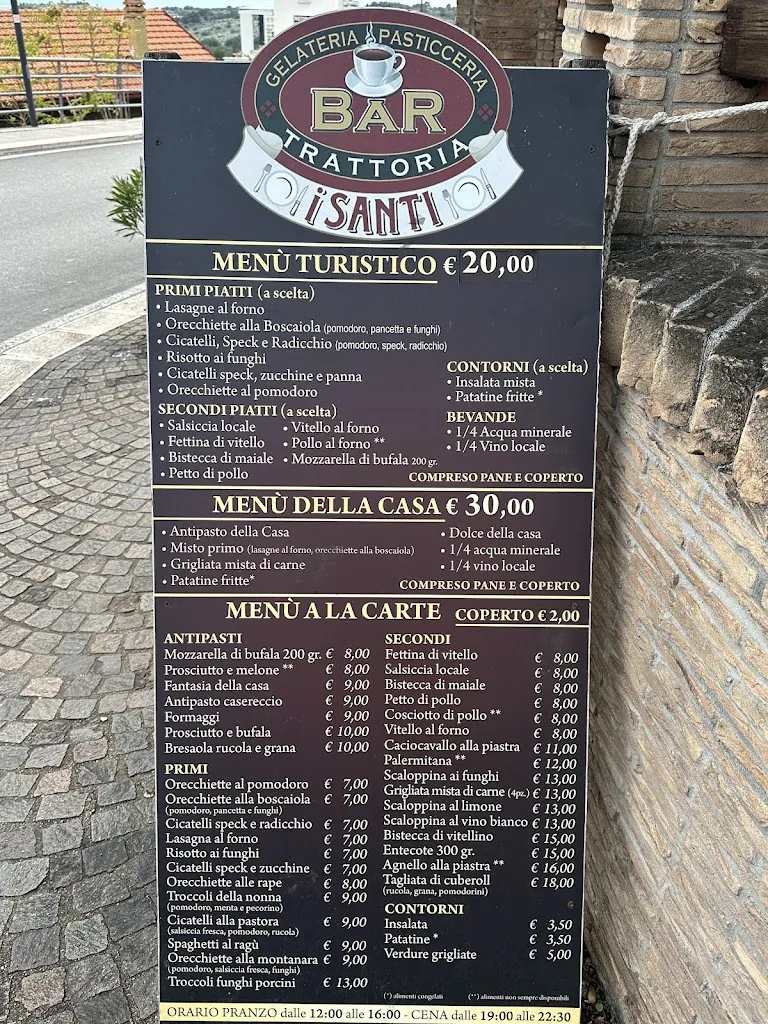 GELATERIA PASTICCERIA
BAR
TRATTORIA
i SANTI
MENÙ TURISTICO € 20,00
PRIMI PIATTI (a scelta)
• Lasagne al forno
• Orecchiette alla Boscaiola (pomodoro, pancetta e funghi)
• Cicatelli, Speck e Radicchio (pomodoro, speck, radicchio)
• Risotto ai funghi
• Cicatelli speck, zucchine e panna
• Orecchiette al pomodoro
SECONDI PIATTI (a scelta)
• Salsiccia locale
• Fettina di vitello
• Bistecca di maiale
• Petto di pollo
• Vitello al forno
• Pollo al forno **
• Mozzarella di bufala 200 gr.
CONTORNI (a scelta)
• Insalata mista
• Patatine fritte *
BEVANDE
• 1/4 Acqua minerale
• 1/4 Vino locale
COMPRESO PANE E COPERTO
MENÙ DELLA CASA € 30,00
• Antipasto della Casa
• Misto primo (lasagne al forno, orecchiette alla boscaiola)
• Grigliata mista di carne
• Patatine fritte*
• Dolce della casa
• 1/4 acqua minerale
• 1/4 vino locale
COMPRESO PANE E COPERTO
MENÙ A LA CARTE COPERTO € 2,00
ANTIPASTI
Mozzarella di bufala 200 gr. € 8,00
Prosciutto e melone ** € 8,00
Fantasia della casa € 9,00
Antipasto casereccio € 9,00
Formaggi € 9,00
Prosciutto e bufala € 10,00
Bresaola rucola e grana € 10,00
PRIMI
Orecchiette al pomodoro € 7,00
Orecchiette alla boscaiola € 7,00
(pomodoro, pancetta e funghi)
Cicatelli speck e radicchio € 7,00
Lasagna al forno € 7,00
Risotto ai funghi € 7,00
Cicatelli speck e zucchine € 7,00
Orecchiette alle rape € 8,00
Troccoli della nonna € 9,00
(pomodoro, menta e pecorino)
Cicatelli alla pastora € 9,00
(salsiccia fresca, pomodoro, rucola)
Spaghetti al ragù € 9,00
Orecchiette alla montanara € 9,00
(pomodoro, salsiccia fresca, funghi)
Troccoli funghi porcini € 13,00
SECONDI
Fettina di vitello € 8,00
Salsiccia locale € 8,00
Bistecca di maiale € 8,00
Petto di pollo € 8,00
Cosciotto di pollo ** € 8,00
Vitello al forno € 8,00
Caciocavallo alla piastra € 11,00
Palermitana ** € 12,00
Scaloppina ai funghi € 13,00
Grigliata mista di carne (4pz.) € 13,00
Scaloppina al limone € 13,00
Scaloppina al vino bianco € 13,00
Bistecca di vitellino € 15,00
Entecote 300 gr. € 15,00
Agnello alla piastra ** € 16,00
Tagliata di cuberoll € 18,00
(rucola, grana, pomodorini)
CONTORNI
Insalata € 3,50
Patatine * € 3,50
Verdure grigliate € 5,00
(*) alimenti congelati (**) alimenti non sempre disponibili
ORARIO PRANZO dalle 12:00 alle 16:00 - CENA dalle 19:00 alle 22:30